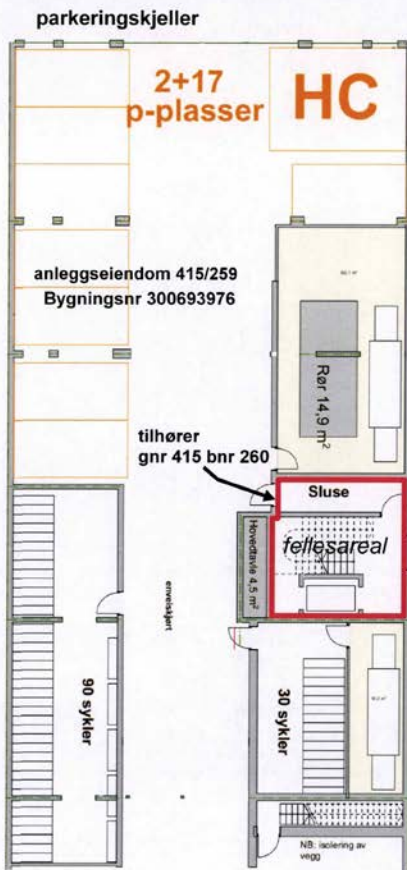 parkeringskjeller
2+17
p-plasser
HC
anleggseiendom 415/259
Bygningsnr 300693976
Rør 14,9 m²
tilhører
gnr 415 bnr 260
Sluse
fellesareal
Hovedtavle 4,5 m²
enveiskjørt
90 sykler
30 sykler
NB: isolering av
vegg